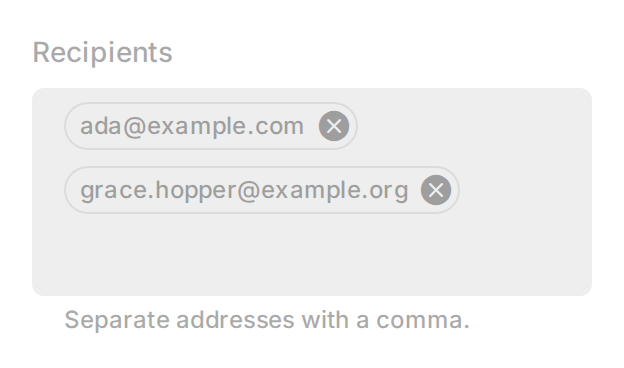 Recipients
ada@example.com
grace.hopper@example.org
Separate addresses with a comma.